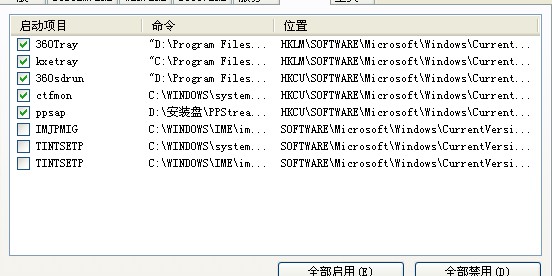 启动项目 命令 位置
360Tray "D:\Program Files... HKLM\SOFTWARE\Microsoft\Windows\Current...
kxetray "C:\Program Files... HKLM\SOFTWARE\Microsoft\Windows\Current...
360sdrun "D:\Program Files... HKCU\SOFTWARE\Microsoft\Windows\Current...
ctfmon C:\WINDOWS\system... HKCU\SOFTWARE\Microsoft\Windows\Current...
ppsap D:\安装盘\PPStrea... HKCU\SOFTWARE\Microsoft\Windows\Current...
IMJPMIG C:\WINDOWS\IME\im... SOFTWARE\Microsoft\Windows\CurrentVersi...
TINTSETP C:\WINDOWS\system... SOFTWARE\Microsoft\Windows\CurrentVersi...
TINTSETP C:\WINDOWS\IME\im... SOFTWARE\Microsoft\Windows\CurrentVersi...
全部启用(E) 全部禁用(D)